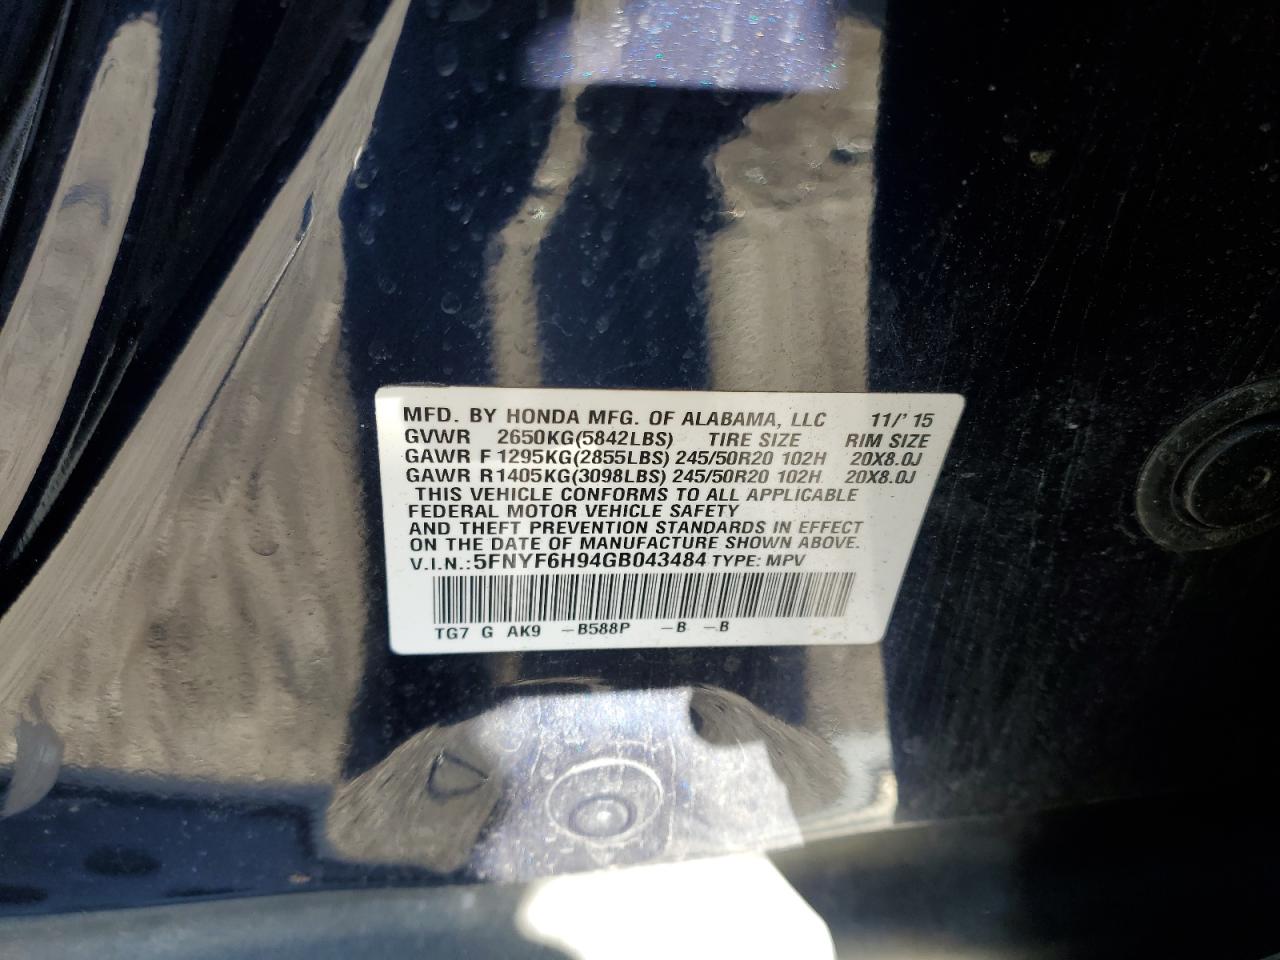 MFD. BY HONDA MFG. OF ALABAMA, LLC 11/'15
GVWR 2650KG(5842LBS) TIRE SIZE RIM SIZE
GAWR F 1295KG(2855LBS) 245/50R20 102H 20X8.0J
GAWR R 1405KG(3098LBS) 245/50R20 102H 20X8.0J
THIS VEHICLE CONFORMS TO ALL APPLICABLE
FEDERAL MOTOR VEHICLE SAFETY
AND THEFT PREVENTION STANDARDS IN EFFECT
ON THE DATE OF MANUFACTURE SHOWN ABOVE.
V.I.N.:5FNYF6H94GB043484 TYPE: MPV
TG7 G AK9 -B588P -B -B